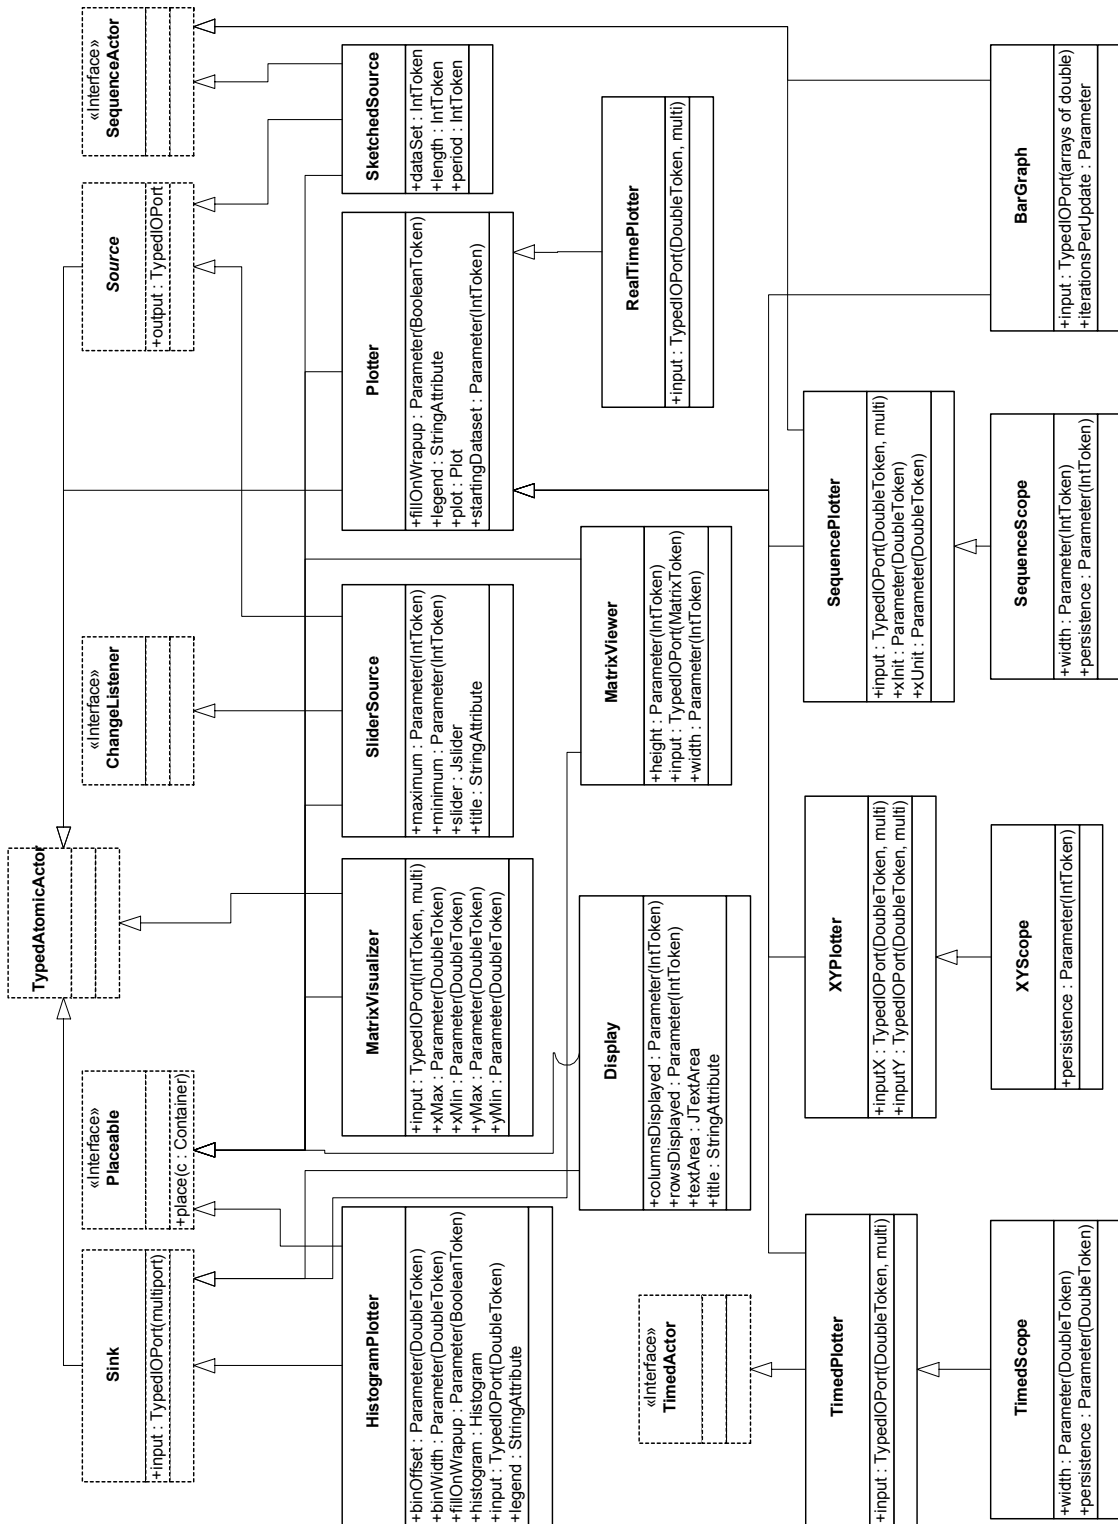 TypedAtomicActor
Sink
+input : TypedIOPort(multiport)
«Interface»
Placeable
+place(c : Container)
«Interface»
ChangeListener
Source
+output : TypedIOPort
«Interface»
SequenceActor
HistogramPlotter
+binOffset : Parameter(DoubleToken)
+binWidth : Parameter(DoubleToken)
+fillOnWrapup : Parameter(BooleanToken)
+histogram : Histogram
+input : TypedIOPort(DoubleToken)
+legend : StringAttribute
MatrixVisualizer
+input : TypedIOPort(IntToken, multi)
+xMax : Parameter(DoubleToken)
+xMin : Parameter(DoubleToken)
+yMax : Parameter(DoubleToken)
+yMin : Parameter(DoubleToken)
SliderSource
+maximum : Parameter(IntToken)
+minimum : Parameter(IntToken)
+slider : Jslider
+title : StringAttribute
Plotter
+fillOnWrapup : Parameter(BooleanToken)
+legend : StringAttribute
+plot : Plot
+startingDataset : Parameter(IntToken)
SketchedSource
+dataSet : IntToken
+length : IntToken
+period : IntToken
«Interface»
TimedActor
Display
+columnsDisplayed : Parameter(IntToken)
+rowsDisplayed : Parameter(IntToken)
+textArea : JTextArea
+title : StringAttribute
MatrixViewer
+height : Parameter(IntToken)
+input : TypedIOPort(MatrixToken)
+width : Parameter(IntToken)
RealTimePlotter
+input : TypedIOPort(DoubleToken, multi)
TimedPlotter
+input : TypedIOPort(DoubleToken, multi)
XYPlotter
+inputX : TypedIOPort(DoubleToken, multi)
+inputY : TypedIOPort(DoubleToken, multi)
SequencePlotter
+input : TypedIOPort(DoubleToken, multi)
+xInit : Parameter(DoubleToken)
+xUnit : Parameter(DoubleToken)
TimedScope
+width : Parameter(DoubleToken)
+persistence : Parameter(DoubleToken)
XYScope
+persistence : Parameter(IntToken)
SequenceScope
+width : Parameter(IntToken)
+persistence : Parameter(IntToken)
BarGraph
+input : TypedIOPort(arrays of double)
+iterationsPerUpdate : Parameter